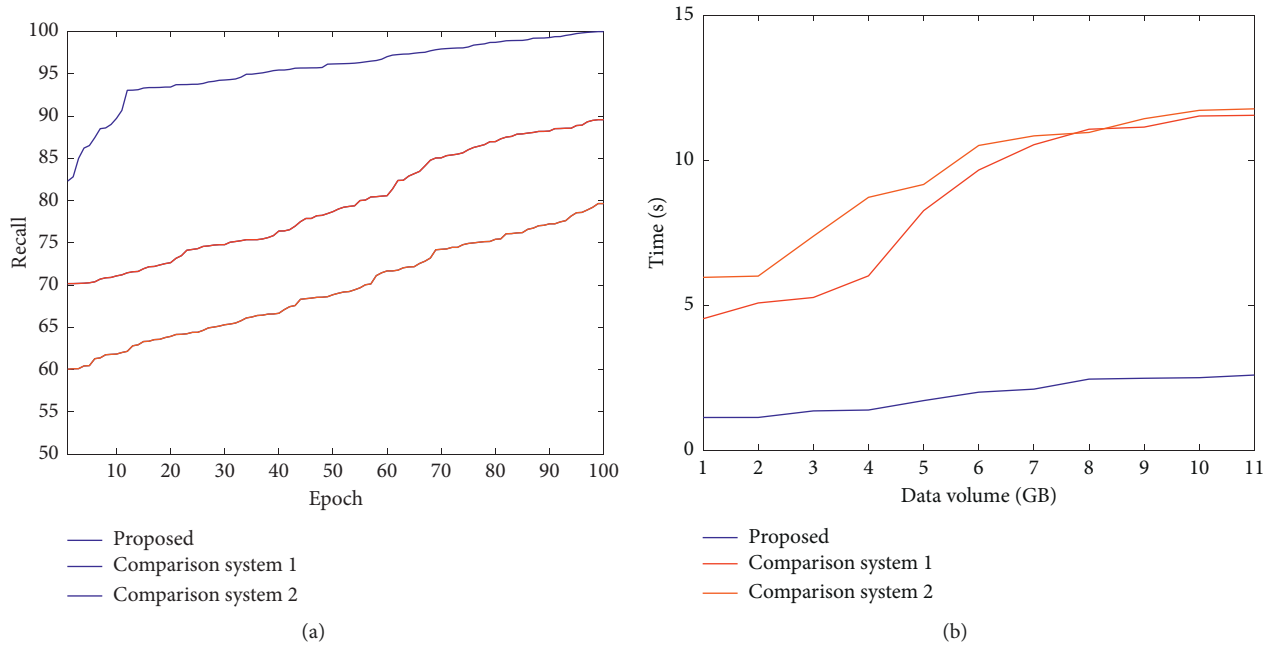 100
95
90
85
80
75
70
65
60
55
50
Recall
10 20 30 40 50 60 70 80 90 100
Epoch
Proposed
Comparison system 1
Comparison system 2
(a)
15
10
5
0
Time (s)
1 2 3 4 5 6 7 8 9 10 11
Data volume (GB)
Proposed
Comparison system 1
Comparison system 2
(b)